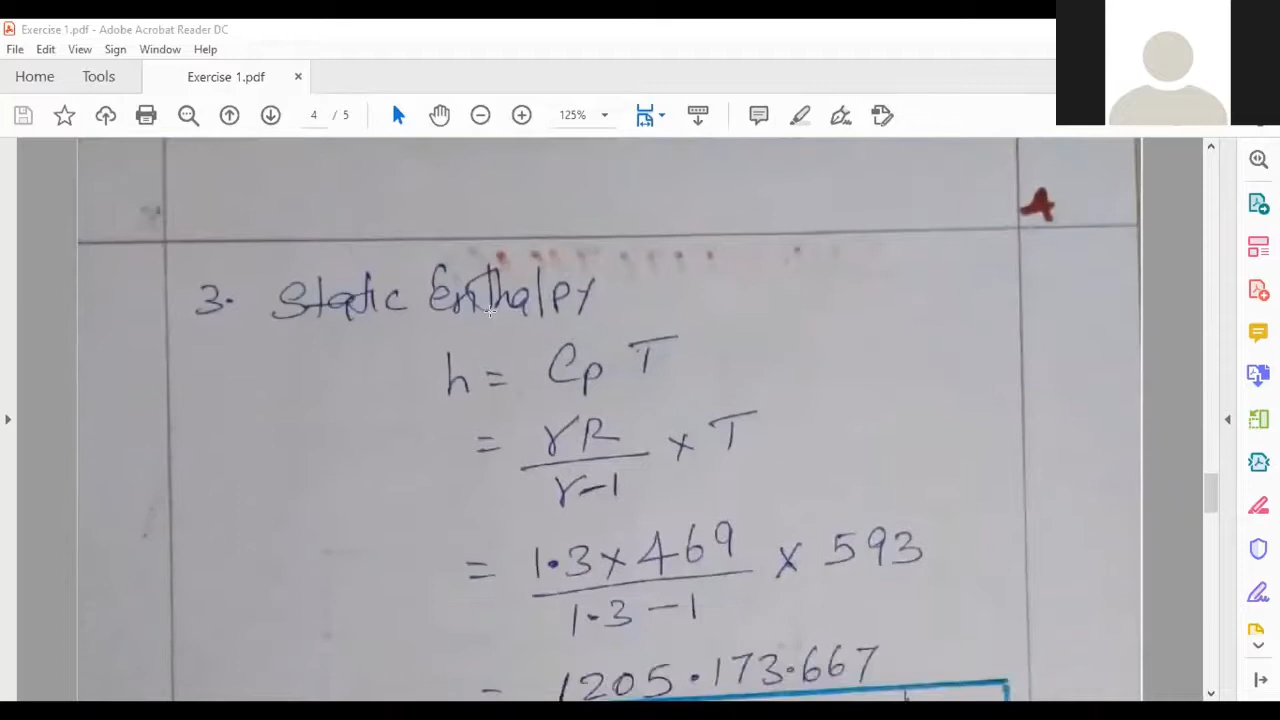 Exercise 1.pdf - Adobe Acrobat Reader DC
File Edit View Sign Window Help
Home Tools Exercise 1.pdf ×
4 / 5 125%
4
3. Static Enthalpy
h = Cp T
= γR / γ-1 × T
= 1.3×469 / 1.3-1 × 593
= 1205.173.667